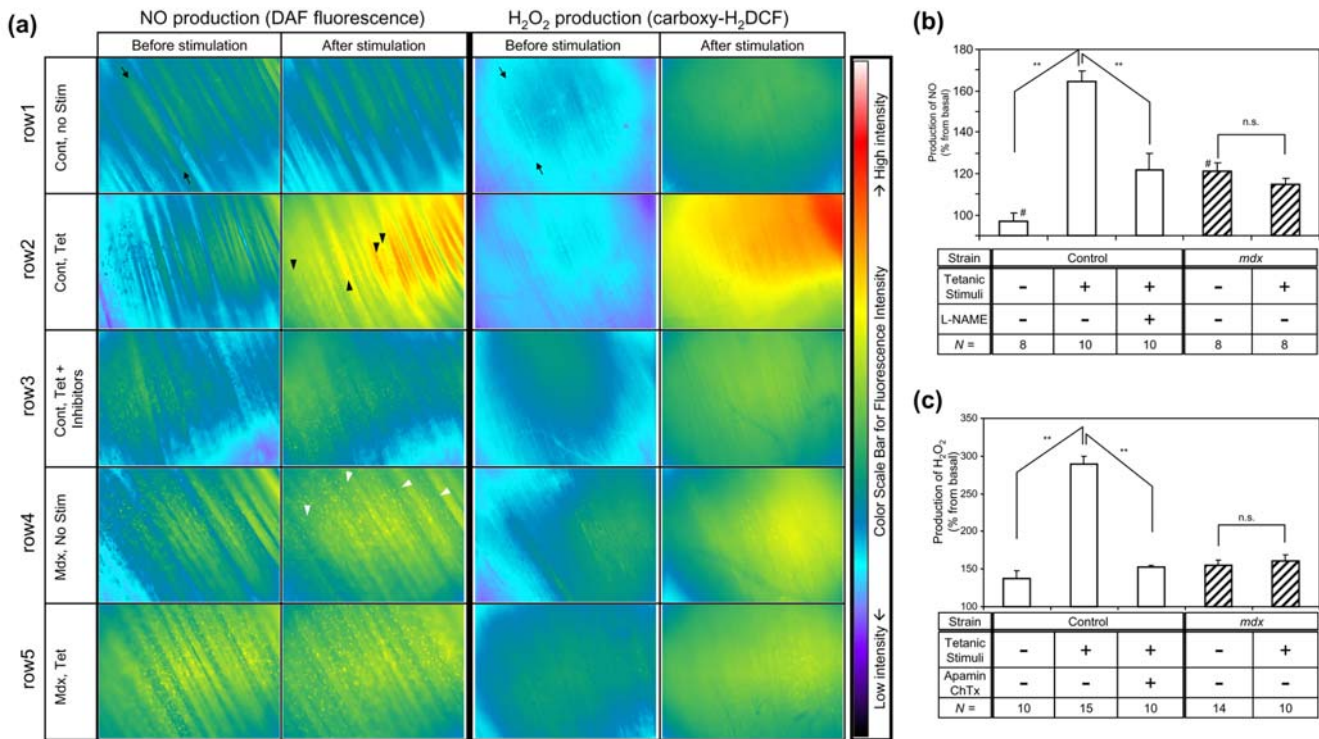 (a)
NO production (DAF fluorescence)
H₂O₂ production (carboxy-H₂DCF)
Before stimulation
After stimulation
Before stimulation
After stimulation
row1
Cont, no Stim
row2
Cont, Tet
row3
Cont, Tet +
Inhibitors
row4
Mdx, No Stim
row5
Mdx, Tet
Low intensity ←
Color Scale Bar for Fluorescence Intensity
→ High intensity
(b)
Production of NO
(% from basal)
180
160
140
120
100
**
**
n.s.
#
#
Strain Control mdx
Tetanic
Stimuli - + + - +
L-NAME - - + - -
N = 8 10 10 8 8
(c)
Production of H₂O₂
(% from basal)
350
300
250
200
150
100
**
**
n.s.
Strain Control mdx
Tetanic
Stimuli - + + - +
Apamin
ChTx - - + - -
N = 10 15 10 14 10